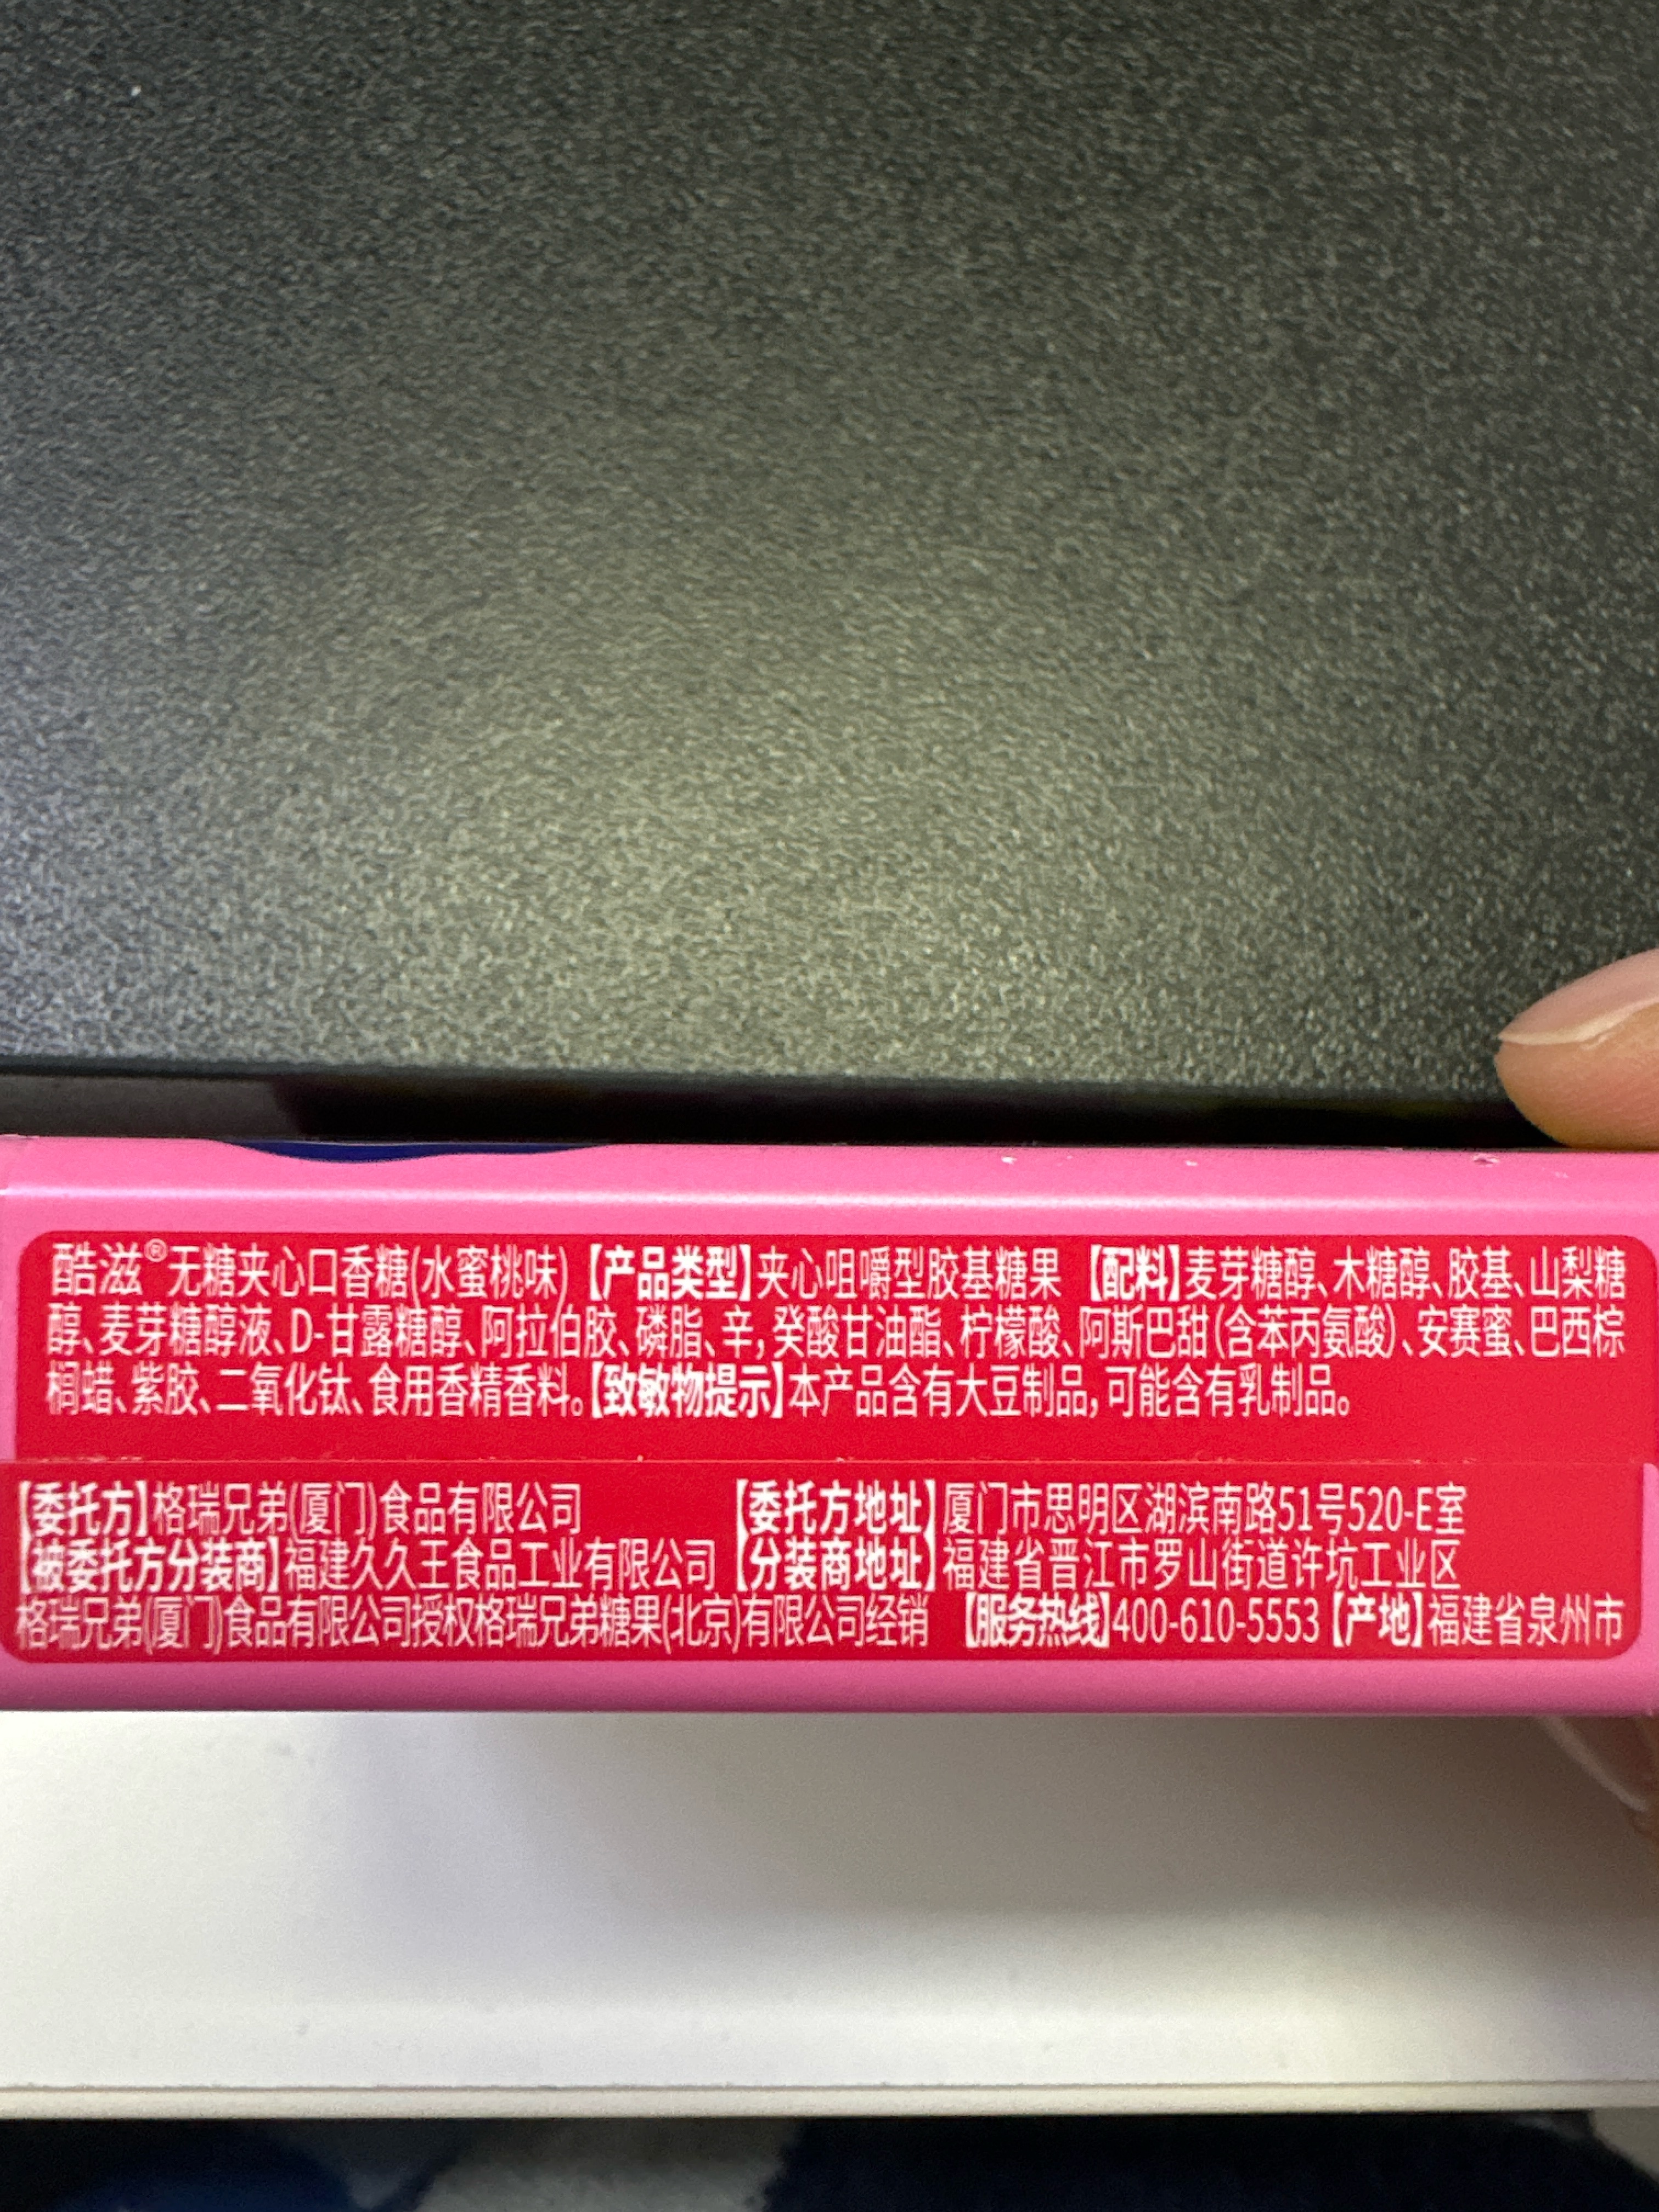 酷滋®无糖夹心口香糖(水蜜桃味)【产品类型】夹心咀嚼型胶基糖果 【配料】麦芽糖醇、木糖醇、胶基、山梨糖
醇、麦芽糖醇液、D-甘露糖醇、阿拉伯胶、磷脂、辛,癸酸甘油酯、柠檬酸、阿斯巴甜(含苯丙氨酸)、安赛蜜、巴西棕
榈蜡、紫胶、二氧化钛、食用香精香料。【致敏物提示】本产品含有大豆制品,可能含有乳制品。
【委托方】格瑞兄弟(厦门)食品有限公司 【委托方地址】厦门市思明区湖滨南路51号520-E室
【被委托方分装商】福建久久王食品工业有限公司 【分装商地址】福建省晋江市罗山街道许坑工业区
格瑞兄弟(厦门)食品有限公司授权格瑞兄弟糖果(北京)有限公司经销 【服务热线】400-610-5553【产地】福建省泉州市